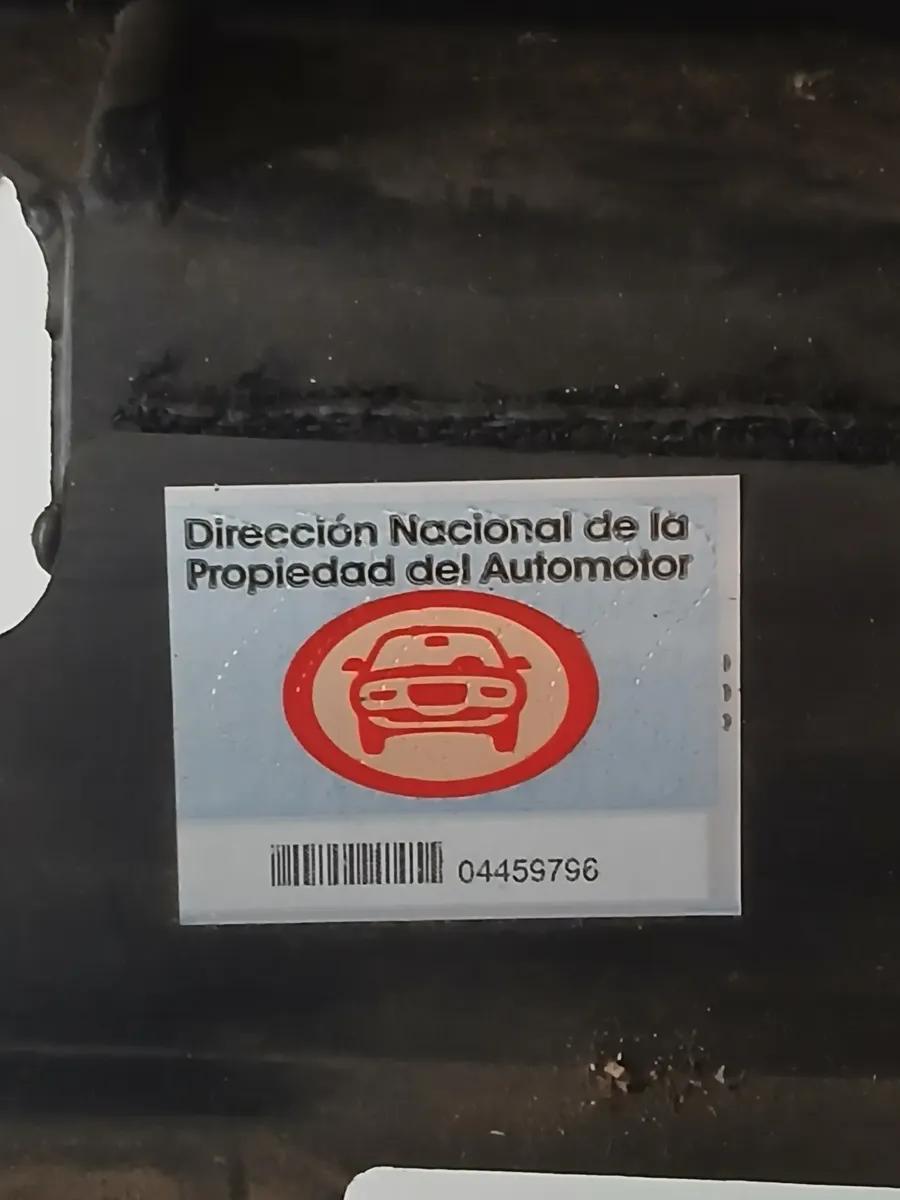 Dirección Nacional de la
Propiedad del Automotor
04459796